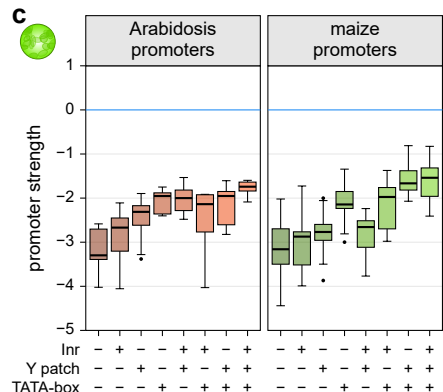 c
Arabidosis promoters
maize promoters
promoter strength
1
0
−1
−2
−3
−4
−5
Inr − + − − + + − + − + − − + + − +
Y patch − − + − + − + + − − + − + − + +
TATA-box − − − + − + + + − − − + − + + +